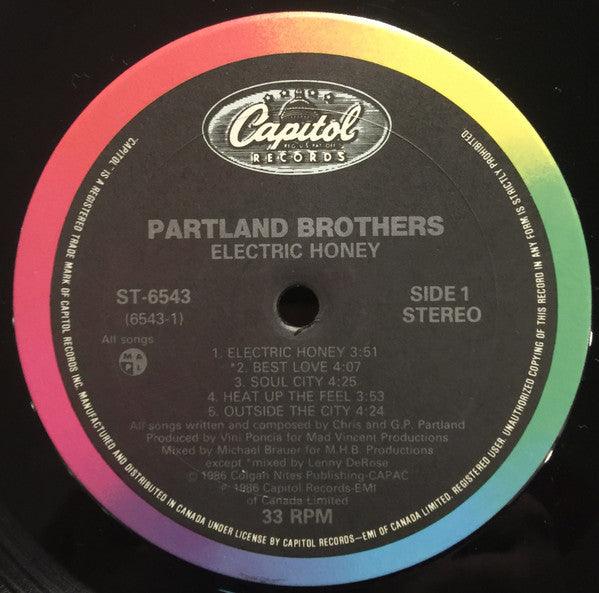 Capitol
REG. U.S. PAT. OFF.
RECORDS
PARTLAND BROTHERS
ELECTRIC HONEY
ST-6543
(6543-1)
SIDE 1
STEREO
All songs
MAPL
1. ELECTRIC HONEY 3:51
*2. BEST LOVE 4:07
3. SOUL CITY 4:25
4. HEAT UP THE FEEL 3:53
5. OUTSIDE THE CITY 4:24
All songs written and composed by Chris and G.P. Partland
Produced by Vini Poncia for Mad Vincent Productions
Mixed by Michael Brauer for M.H.B. Productions
except *mixed by Lenny DeRose
© 1986 Colgah Nites Publishing-CAPAC
℗ 1986 Capitol Records-EMI
of Canada Limited
33 RPM
"CAPITOL" IS A REGISTERED TRADE MARK OF CAPITOL RECORDS INC. MANUFACTURED AND DISTRIBUTED IN CANADA UNDER LICENSE BY CAPITOL RECORDS—EMI OF CANADA LIMITED. REGISTERED USER. UNAUTHORIZED COPYING OF THIS RECORD IN ANY FORM IS STRICTLY PROHIBITED